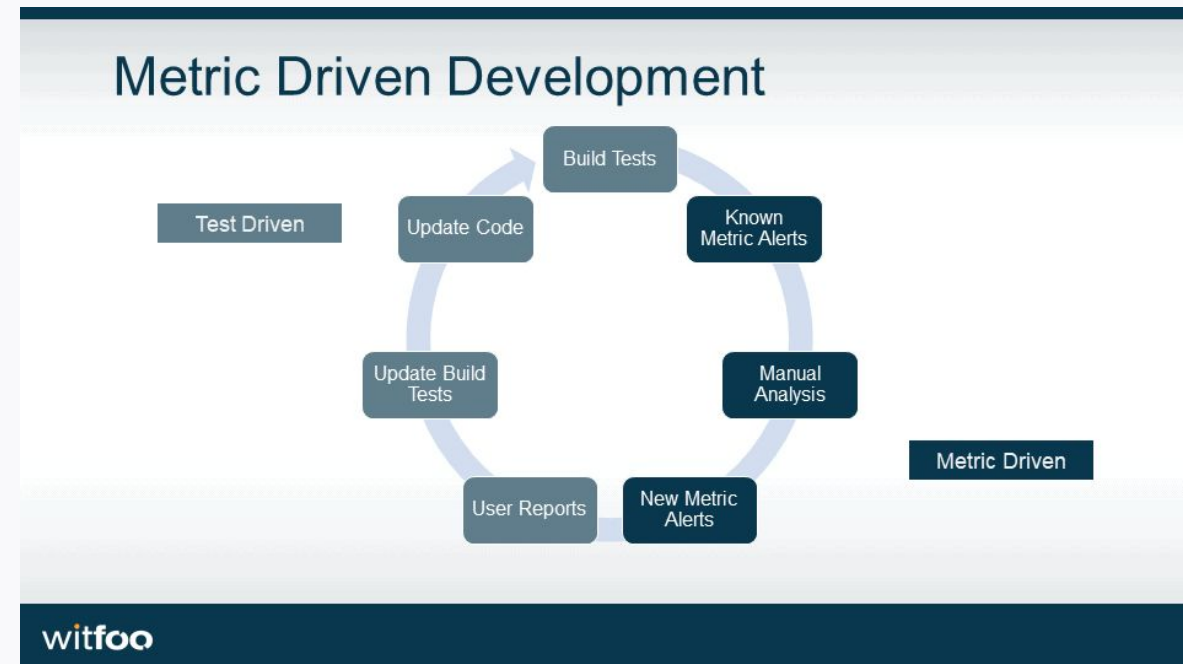 Metric Driven Development
Build Tests
Test Driven
Update Code
Known
Metric Alerts
Update Build
Tests
Manual
Analysis
Metric Driven
User Reports
New Metric
Alerts
witfoo